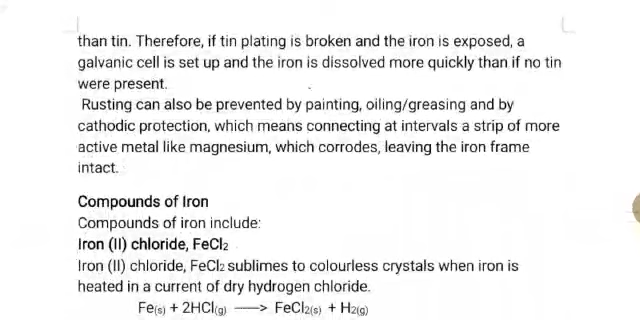 than tin. Therefore, if tin plating is broken and the iron is exposed, a
galvanic cell is set up and the iron is dissolved more quickly than if no tin
were present.
Rusting can also be prevented by painting, oiling/greasing and by
cathodic protection, which means connecting at intervals a strip of more
active metal like magnesium, which corrodes, leaving the iron frame
intact.
Compounds of Iron
Compounds of iron include:
Iron (II) chloride, FeCl₂
Iron (II) chloride, FeCl₂ sublimes to colourless crystals when iron is
heated in a current of dry hydrogen chloride.
Fe(s) + 2HCl(g) —> FeCl₂(s) + H₂(g)